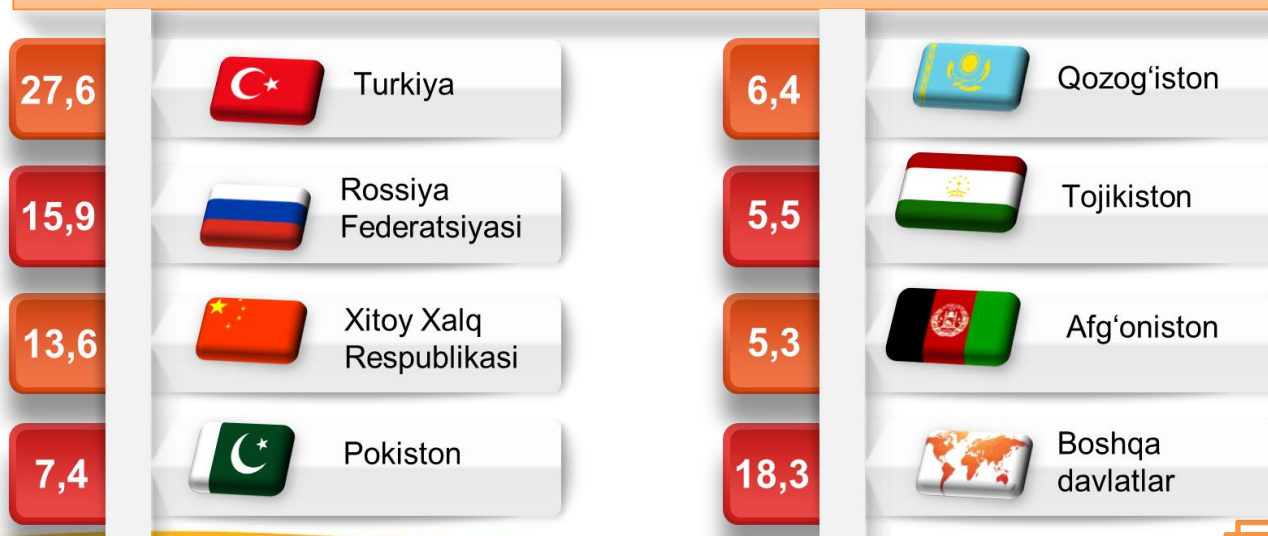 27,6
Turkiya
15,9
Rossiya
Federatsiyasi
13,6
Xitoy Xalq
Respublikasi
7,4
Pokiston
6,4
Qozog‘iston
5,5
Tojikiston
5,3
Afg‘oniston
18,3
Boshqa
davlatlar